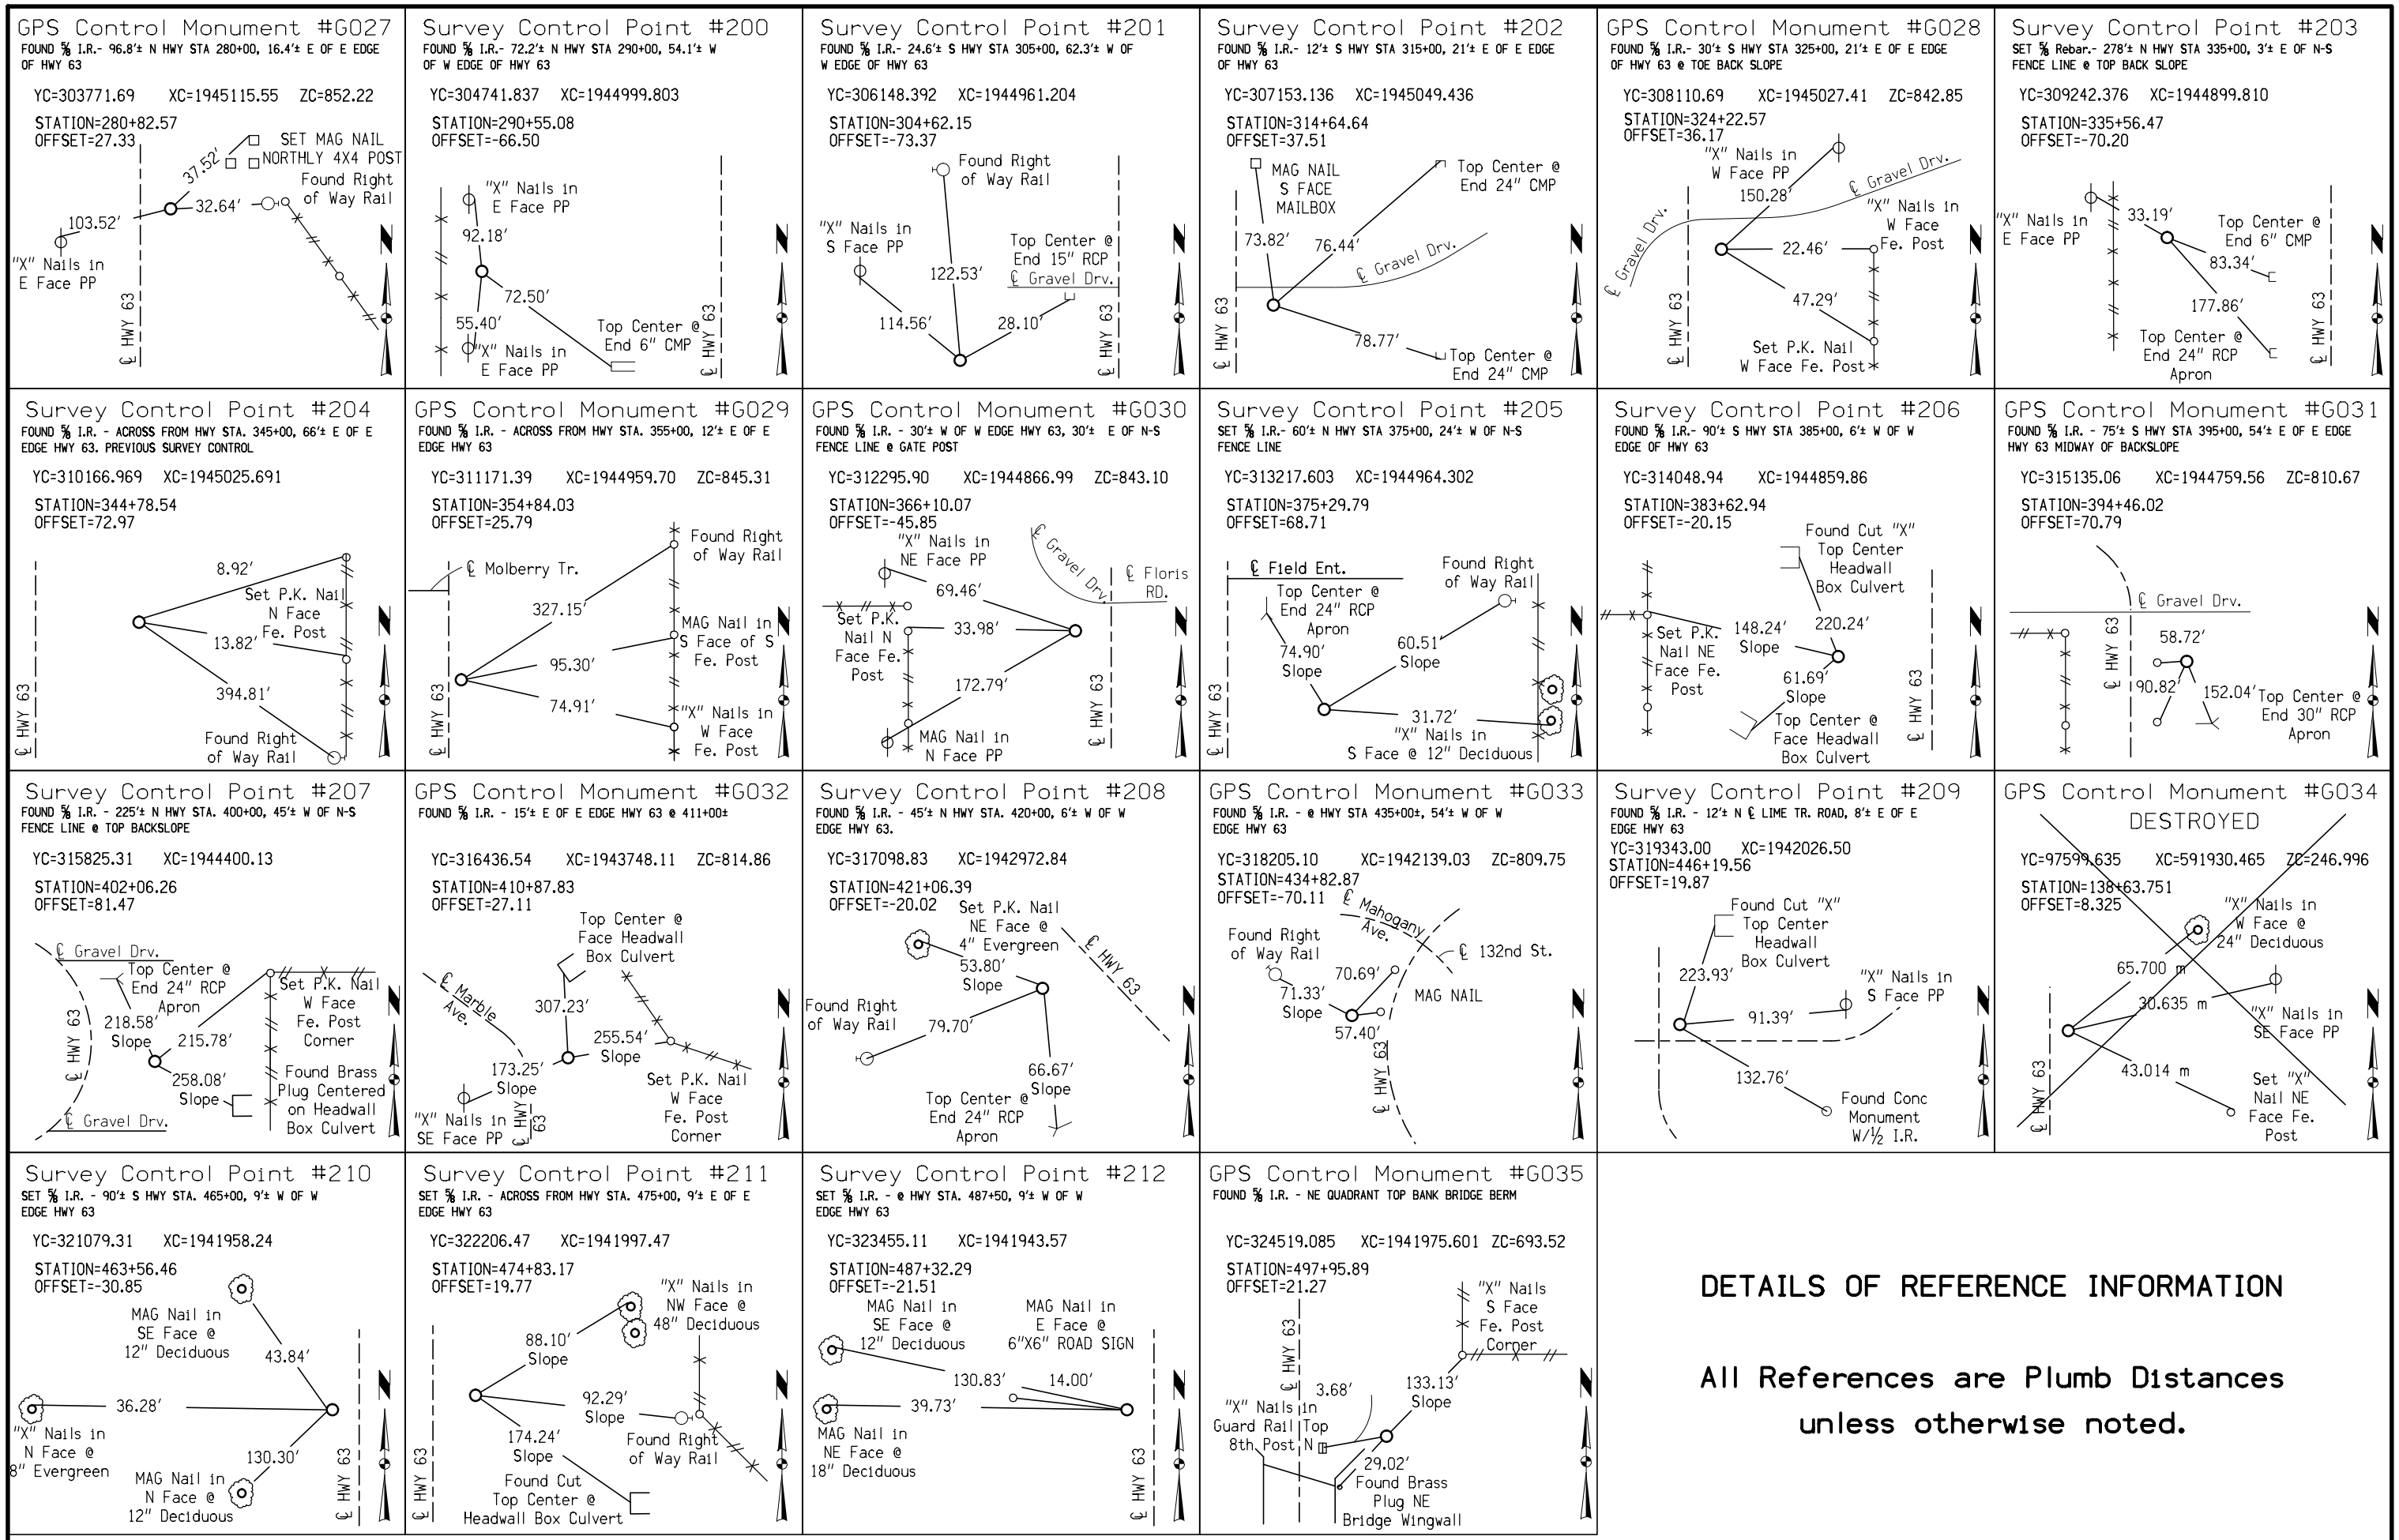 GPS Control Monument #G027
FOUND ⅝ I.R.- 96.8'± N HWY STA 280+00, 16.4'± E OF E EDGE
OF HWY 63
YC=303771.69 XC=1945115.55 ZC=852.22
STATION=280+82.57
OFFSET=27.33
SET MAG NAIL
NORTHLY 4X4 POST
37.52'
Found Right
of Way Rail
32.64'
103.52'
"X" Nails in
E Face PP
℄ HWY 63
N
Survey Control Point #200
FOUND ⅝ I.R.- 72.2'± N HWY STA 290+00, 54.1'± W
OF W EDGE OF HWY 63
YC=304741.837 XC=1944999.803
STATION=290+55.08
OFFSET=-66.50
"X" Nails in
E Face PP
92.18'
72.50'
55.40'
Top Center @
End 6" CMP
"X" Nails in
E Face PP
℄ HWY 63
N
Survey Control Point #201
FOUND ⅝ I.R.- 24.6'± S HWY STA 305+00, 62.3'± W OF
W EDGE OF HWY 63
YC=306148.392 XC=1944961.204
STATION=304+62.15
OFFSET=-73.37
Found Right
of Way Rail
"X" Nails in
S Face PP
Top Center @
End 15" RCP
℄ Gravel Drv.
122.53'
114.56'
28.10'
℄ HWY 63
N
Survey Control Point #202
FOUND ⅝ I.R.- 12'± S HWY STA 315+00, 21'± E OF E EDGE
OF HWY 63
YC=307153.136 XC=1945049.436
STATION=314+64.64
OFFSET=37.51
MAG NAIL
S FACE
MAILBOX
Top Center @
End 24" CMP
73.82'
76.44'
℄ Gravel Drv.
78.77'
Top Center @
End 24" CMP
℄ HWY 63
N
GPS Control Monument #G028
FOUND ⅝ I.R.- 30'± S HWY STA 325+00, 21'± E OF E EDGE
OF HWY 63 @ TOE BACK SLOPE
YC=308110.69 XC=1945027.41 ZC=842.85
STATION=324+22.57
OFFSET=36.17
"X" Nails in
W Face PP
150.28'
℄ Gravel Drv.
℄ Gravel Drv.
"X" Nails in
W Face
Fe. Post
22.46'
47.29'
Set P.K. Nail
W Face Fe. Post
℄ HWY 63
N
Survey Control Point #203
SET ⅝ Rebar.- 278'± N HWY STA 335+00, 3'± E OF N-S
FENCE LINE @ TOP BACK SLOPE
YC=309242.376 XC=1944899.810
STATION=335+56.47
OFFSET=-70.20
"X" Nails in
E Face PP
33.19'
Top Center @
End 6" CMP
83.34'
177.86'
Top Center @
End 24" RCP
Apron
℄ HWY 63
N
Survey Control Point #204
FOUND ⅝ I.R. - ACROSS FROM HWY STA. 345+00, 66'± E OF E
EDGE HWY 63. PREVIOUS SURVEY CONTROL
YC=310166.969 XC=1945025.691
STATION=344+78.54
OFFSET=72.97
8.92'
Set P.K. Nail
N Face
Fe. Post
13.82'
394.81'
Found Right
of Way Rail
℄ HWY 63
N
GPS Control Monument #G029
FOUND ⅝ I.R. - ACROSS FROM HWY STA. 355+00, 12'± E OF E
EDGE HWY 63
YC=311171.39 XC=1944959.70 ZC=845.31
STATION=354+84.03
OFFSET=25.79
Found Right
of Way Rail
℄ Molberry Tr.
327.15'
MAG Nail in
S Face of S
Fe. Post
95.30'
74.91'
"X" Nails in
W Face
Fe. Post
℄ HWY 63
N
GPS Control Monument #G030
FOUND ⅝ I.R. - 30'± W OF W EDGE HWY 63, 30'± E OF N-S
FENCE LINE @ GATE POST
YC=312295.90 XC=1944866.99 ZC=843.10
STATION=366+10.07
OFFSET=-45.85
"X" Nails in
NE Face PP
℄ Gravel Drv.
℄ Floris
RD.
69.46'
Set P.K.
Nail N
Face Fe.
Post
33.98'
172.79'
MAG Nail in
N Face PP
℄ HWY 63
N
Survey Control Point #205
SET ⅝ I.R.- 60'± N HWY STA 375+00, 24'± W OF N-S
FENCE LINE
YC=313217.603 XC=1944964.302
STATION=375+29.79
OFFSET=68.71
℄ Field Ent.
Found Right
of Way Rail
Top Center @
End 24" RCP
Apron
74.90'
Slope
60.51'
Slope
31.72'
"X" Nails in
S Face @ 12" Deciduous
℄ HWY 63
N
Survey Control Point #206
FOUND ⅝ I.R.- 90'± S HWY STA 385+00, 6'± W OF W
EDGE OF HWY 63
YC=314048.94 XC=1944859.86
STATION=383+62.94
OFFSET=-20.15
Found Cut "X"
Top Center
Headwall
Box Culvert
Set P.K.
Nail NE
Face Fe.
Post
148.24'
Slope
220.24'
61.69'
Slope
Top Center @
Face Headwall
Box Culvert
℄ HWY 63
N
GPS Control Monument #G031
FOUND ⅝ I.R. - 75'± S HWY STA 395+00, 54'± E OF E EDGE
HWY 63 MIDWAY OF BACKSLOPE
YC=315135.06 XC=1944759.56 ZC=810.67
STATION=394+46.02
OFFSET=70.79
℄ Gravel Drv.
58.72'
90.82'
152.04'
Top Center @
End 30" RCP
Apron
℄ HWY 63
N
Survey Control Point #207
FOUND ⅝ I.R. - 225'± N HWY STA. 400+00, 45'± W OF N-S
FENCE LINE @ TOP BACKSLOPE
YC=315825.31 XC=1944400.13
STATION=402+06.26
OFFSET=81.47
℄ Gravel Drv.
Top Center @
End 24" RCP
Apron
Set P.K. Nail
W Face
Fe. Post
Corner
218.58'
Slope
215.78'
258.08'
Slope
Found Brass
Plug Centered
on Headwall
Box Culvert
℄ Gravel Drv.
℄ HWY 63
N
GPS Control Monument #G032
FOUND ⅝ I.R. - 15'± E OF E EDGE HWY 63 @ 411+00±
YC=316436.54 XC=1943748.11 ZC=814.86
STATION=410+87.83
OFFSET=27.11
Top Center @
Face Headwall
Box Culvert
℄ Marble
Ave.
307.23'
255.54'
Slope
173.25'
Slope
"X" Nails in
SE Face PP
Set P.K. Nail
W Face
Fe. Post
Corner
℄ HWY
63
N
Survey Control Point #208
FOUND ⅝ I.R. - 45'± N HWY STA. 420+00, 6'± W OF W
EDGE HWY 63.
YC=317098.83 XC=1942972.84
STATION=421+06.39
OFFSET=-20.02
Set P.K. Nail
NE Face @
4" Evergreen
53.80'
Slope
℄ HWY 63
Found Right
of Way Rail
79.70'
66.67'
Slope
Top Center @
End 24" RCP
Apron
N
GPS Control Monument #G033
FOUND ⅝ I.R. - @ HWY STA 435+00±, 54'± W OF W
EDGE HWY 63
YC=318205.10 XC=1942139.03 ZC=809.75
STATION=434+82.87
OFFSET=-70.11
℄ Mahogany
Ave.
Found Right
of Way Rail
℄ 132nd St.
70.69'
71.33'
Slope
MAG NAIL
57.40'
℄ HWY 63
N
Survey Control Point #209
FOUND ⅝ I.R. - 12'± N ℄ LIME TR. ROAD, 8'± E OF E
EDGE HWY 63
YC=319343.00 XC=1942026.50
STATION=446+19.56
OFFSET=19.87
Found Cut "X"
Top Center
Headwall
Box Culvert
223.93'
"X" Nails in
S Face PP
91.39'
132.76'
Found Conc
Monument
W/½ I.R.
N
GPS Control Monument #G034
DESTROYED
YC=97599.635 XC=591930.465 ZC=246.996
STATION=138+63.751
OFFSET=8.325
"X" Nails in
W Face @
24" Deciduous
65.700 m
30.635 m
"X" Nails in
SE Face PP
43.014 m
Set "X"
Nail NE
Face Fe.
Post
℄ HWY 63
N
Survey Control Point #210
SET ⅝ I.R. - 90'± S HWY STA. 465+00, 9'± W OF W
EDGE HWY 63
YC=321079.31 XC=1941958.24
STATION=463+56.46
OFFSET=-30.85
MAG Nail in
SE Face @
12" Deciduous
43.84'
36.28'
"X" Nails in
N Face @
8" Evergreen
130.30'
MAG Nail in
N Face @
12" Deciduous
℄ HWY 63
N
Survey Control Point #211
SET ⅝ I.R. - ACROSS FROM HWY STA. 475+00, 9'± E OF E
EDGE HWY 63
YC=322206.47 XC=1941997.47
STATION=474+83.17
OFFSET=19.77
"X" Nails in
NW Face @
48" Deciduous
88.10'
Slope
92.29'
Slope
174.24'
Slope
Found Right
of Way Rail
Found Cut
Top Center @
Headwall Box Culvert
℄ HWY 63
N
Survey Control Point #212
SET ⅝ I.R. - @ HWY STA. 487+50, 9'± W OF W
EDGE HWY 63
YC=323455.11 XC=1941943.57
STATION=487+32.29
OFFSET=-21.51
MAG Nail in
SE Face @
12" Deciduous
MAG Nail in
E Face @
6"X6" ROAD SIGN
130.83'
14.00'
39.73'
MAG Nail in
NE Face @
18" Deciduous
℄ HWY 63
N
GPS Control Monument #G035
FOUND ⅝ I.R. - NE QUADRANT TOP BANK BRIDGE BERM
YC=324519.085 XC=1941975.601 ZC=693.52
STATION=497+95.89
OFFSET=21.27
"X" Nails
S Face
Fe. Post
Corner
℄ HWY 63
3.68'
133.13'
Slope
"X" Nails in
Guard Rail Top
8th Post N
29.02'
Found Brass
Plug NE
Bridge Wingwall
N
DETAILS OF REFERENCE INFORMATION
All References are Plumb Distances
unless otherwise noted.